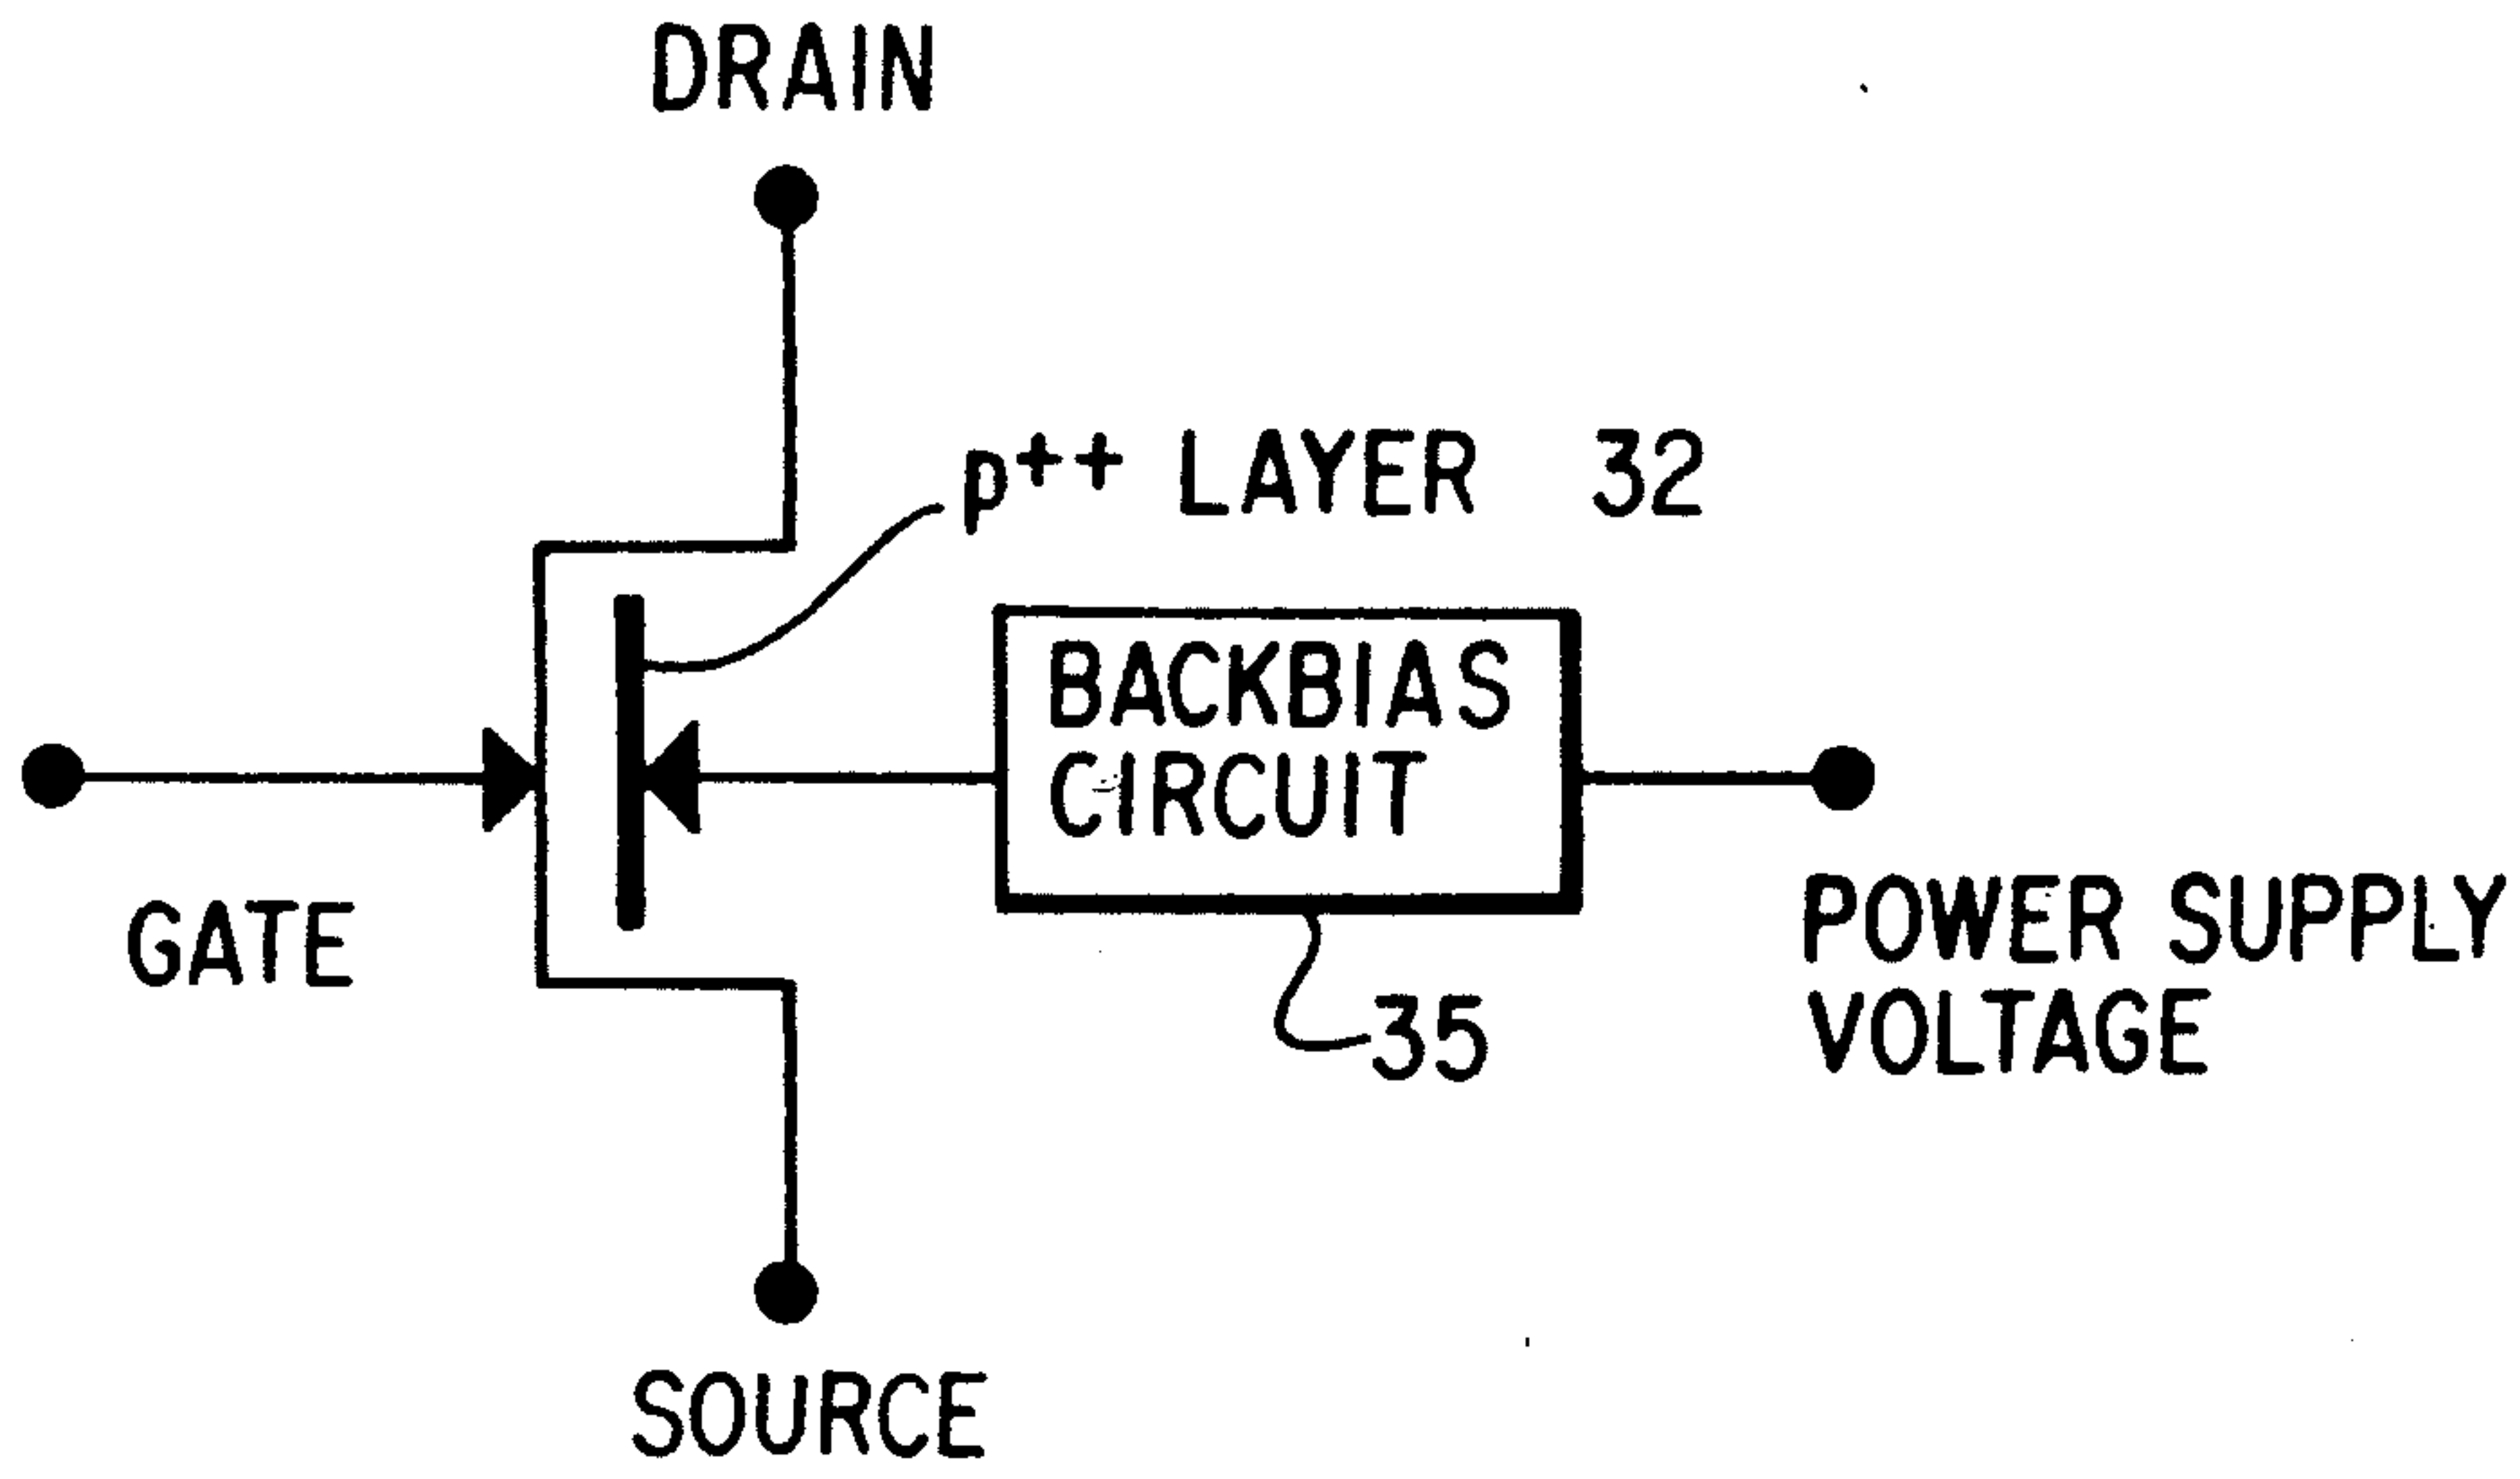 DRAIN
p++ LAYER 32
BACKBIAS
CIRCUIT
GATE
POWER SUPPLY
VOLTAGE
35
SOURCE